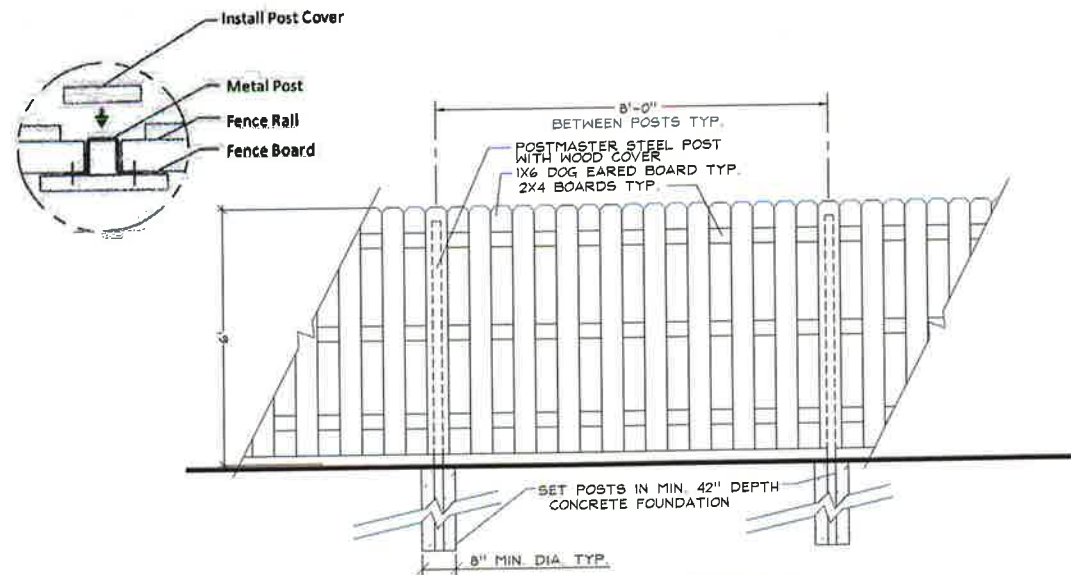 Install Post Cover
Metal Post
Fence Rail
Fence Board
8'-0"
BETWEEN POSTS TYP.
POSTMASTER STEEL POST
WITH WOOD COVER
1X6 DOG EARED BOARD TYP.
2X4 BOARDS TYP.
6'
SET POSTS IN MIN. 42" DEPTH
CONCRETE FOUNDATION
8" MIN. DIA. TYP.